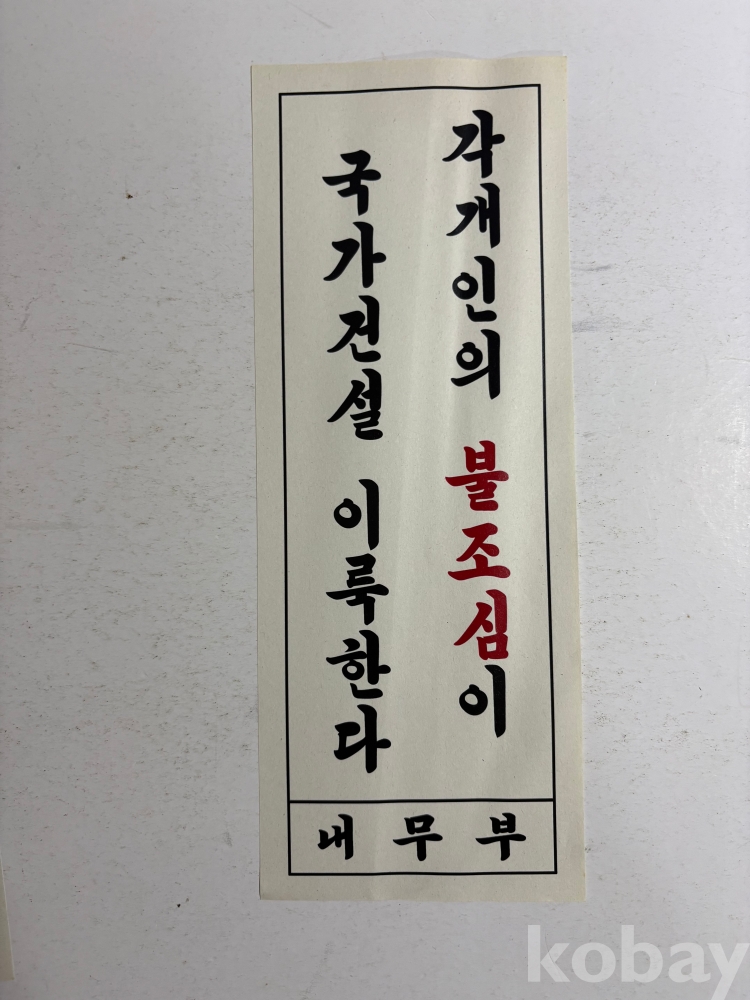 각개인의 불조심이
국가건설 이룩한다
내무부
kobay